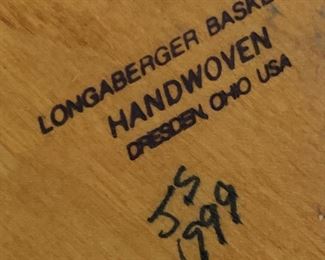 LONGABERGER BASKE
HANDWOVEN
DRESDEN, OHIO USA
JS
1999